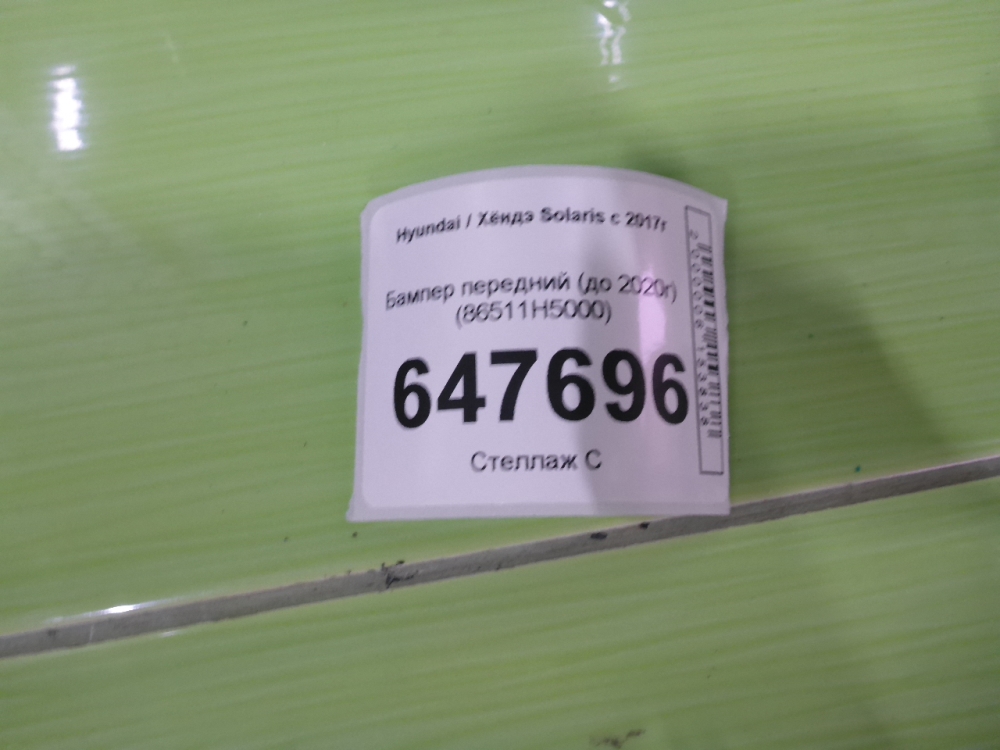 Hyundai / Хёндэ Solaris с 2017г
Бампер передний (до 2020г)
(86511H5000)
647696
Стеллаж С